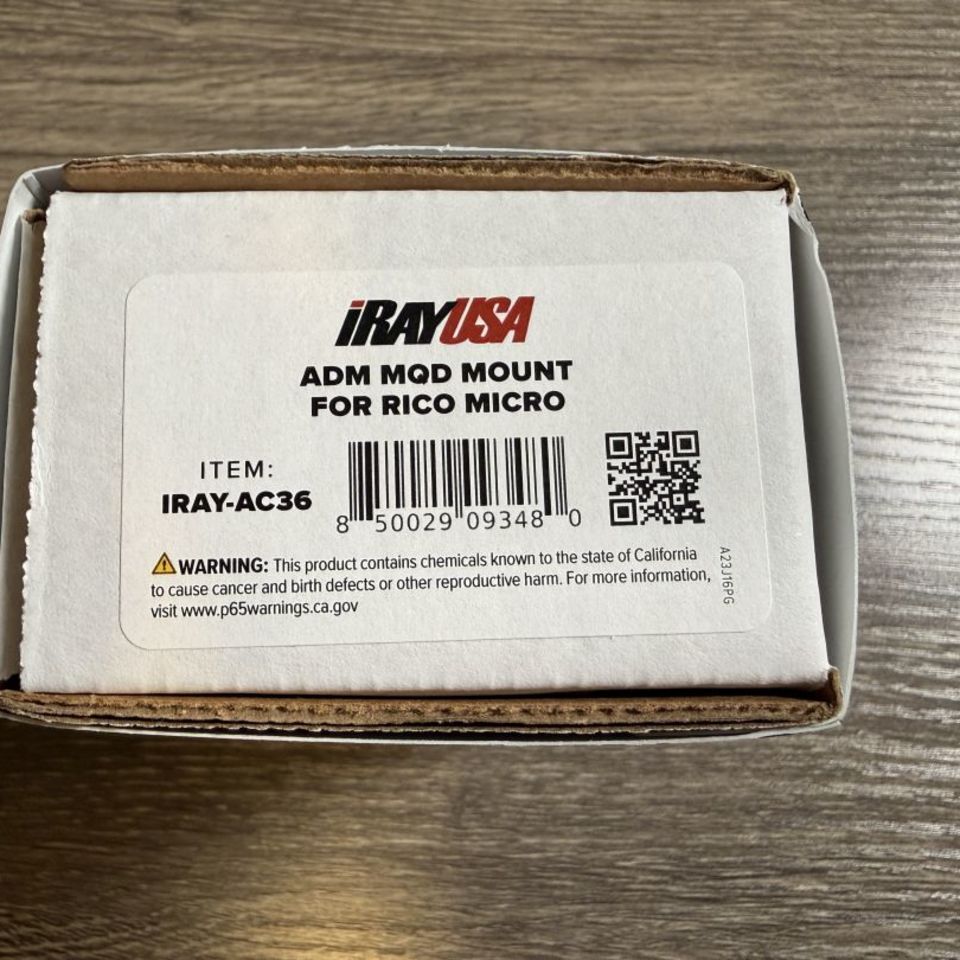 iRAYUSA
ADM MQD MOUNT
FOR RICO MICRO
ITEM:
IRAY-AC36
8 50029 09348 0
WARNING: This product contains chemicals known to the state of California
to cause cancer and birth defects or other reproductive harm. For more information,
visit www.p65warnings.ca.gov
A23J16PG